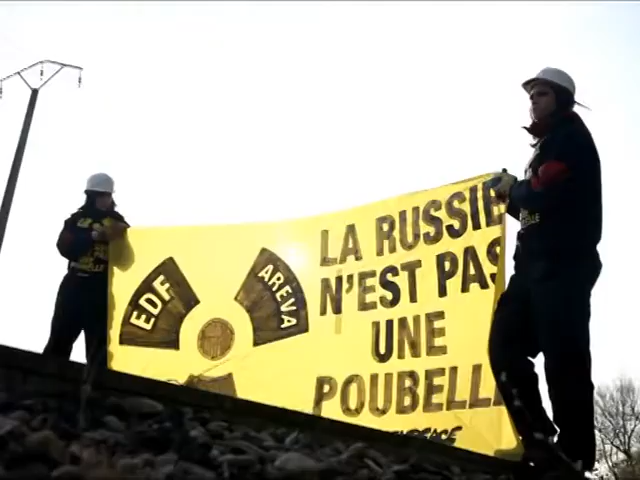 EDF
AREVA
LA RUSSIE
N'EST PAS
UNE
POUBELLE